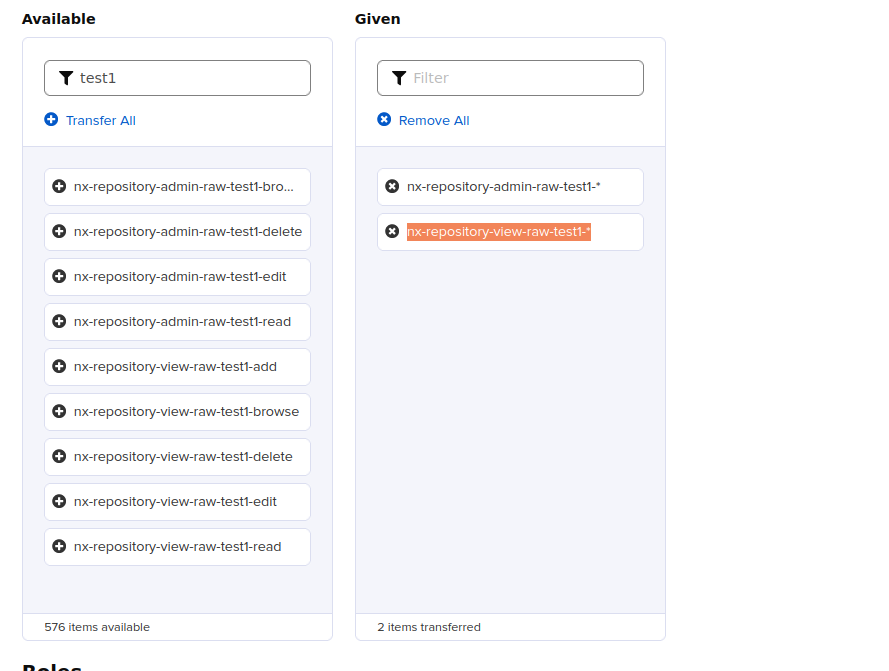 Available
test1
Transfer All
nx-repository-admin-raw-test1-bro...
nx-repository-admin-raw-test1-delete
nx-repository-admin-raw-test1-edit
nx-repository-admin-raw-test1-read
nx-repository-view-raw-test1-add
nx-repository-view-raw-test1-browse
nx-repository-view-raw-test1-delete
nx-repository-view-raw-test1-edit
nx-repository-view-raw-test1-read
576 items available
Given
Filter
Remove All
nx-repository-admin-raw-test1-*
nx-repository-view-raw-test1-*
2 items transferred
Roles